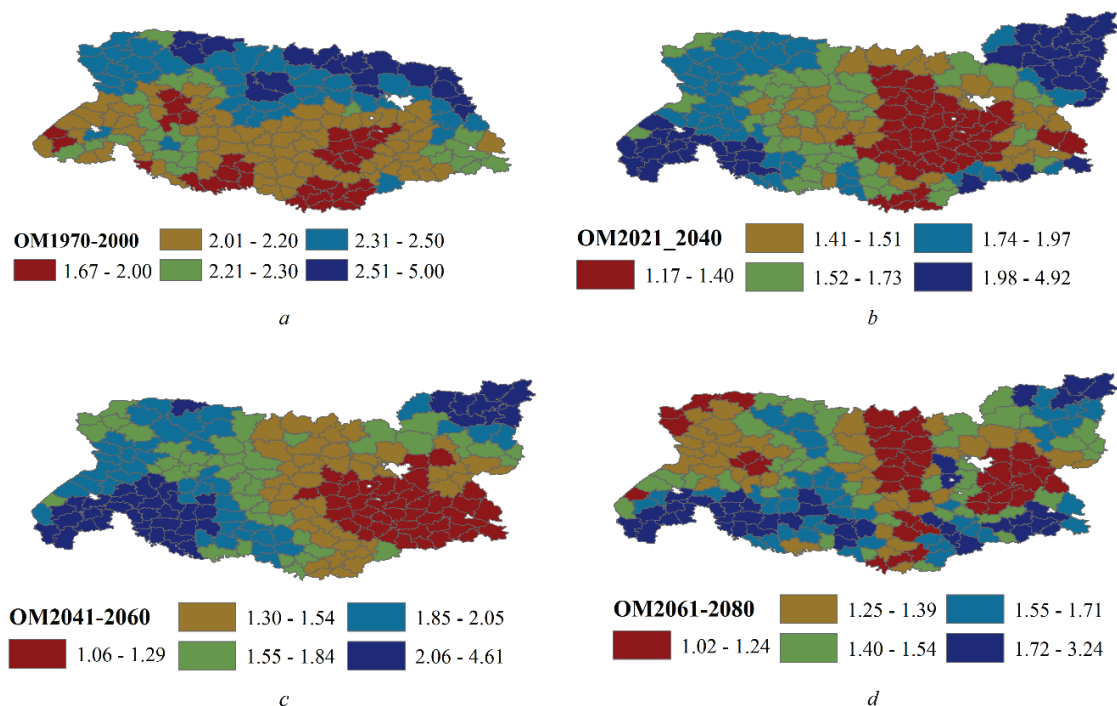 OM1970-2000
2.01 - 2.20
2.31 - 2.50
1.67 - 2.00
2.21 - 2.30
2.51 - 5.00
a
OM2021_2040
1.41 - 1.51
1.74 - 1.97
1.17 - 1.40
1.52 - 1.73
1.98 - 4.92
b
OM2041-2060
1.30 - 1.54
1.85 - 2.05
1.06 - 1.29
1.55 - 1.84
2.06 - 4.61
c
OM2061-2080
1.25 - 1.39
1.55 - 1.71
1.02 - 1.24
1.40 - 1.54
1.72 - 3.24
d